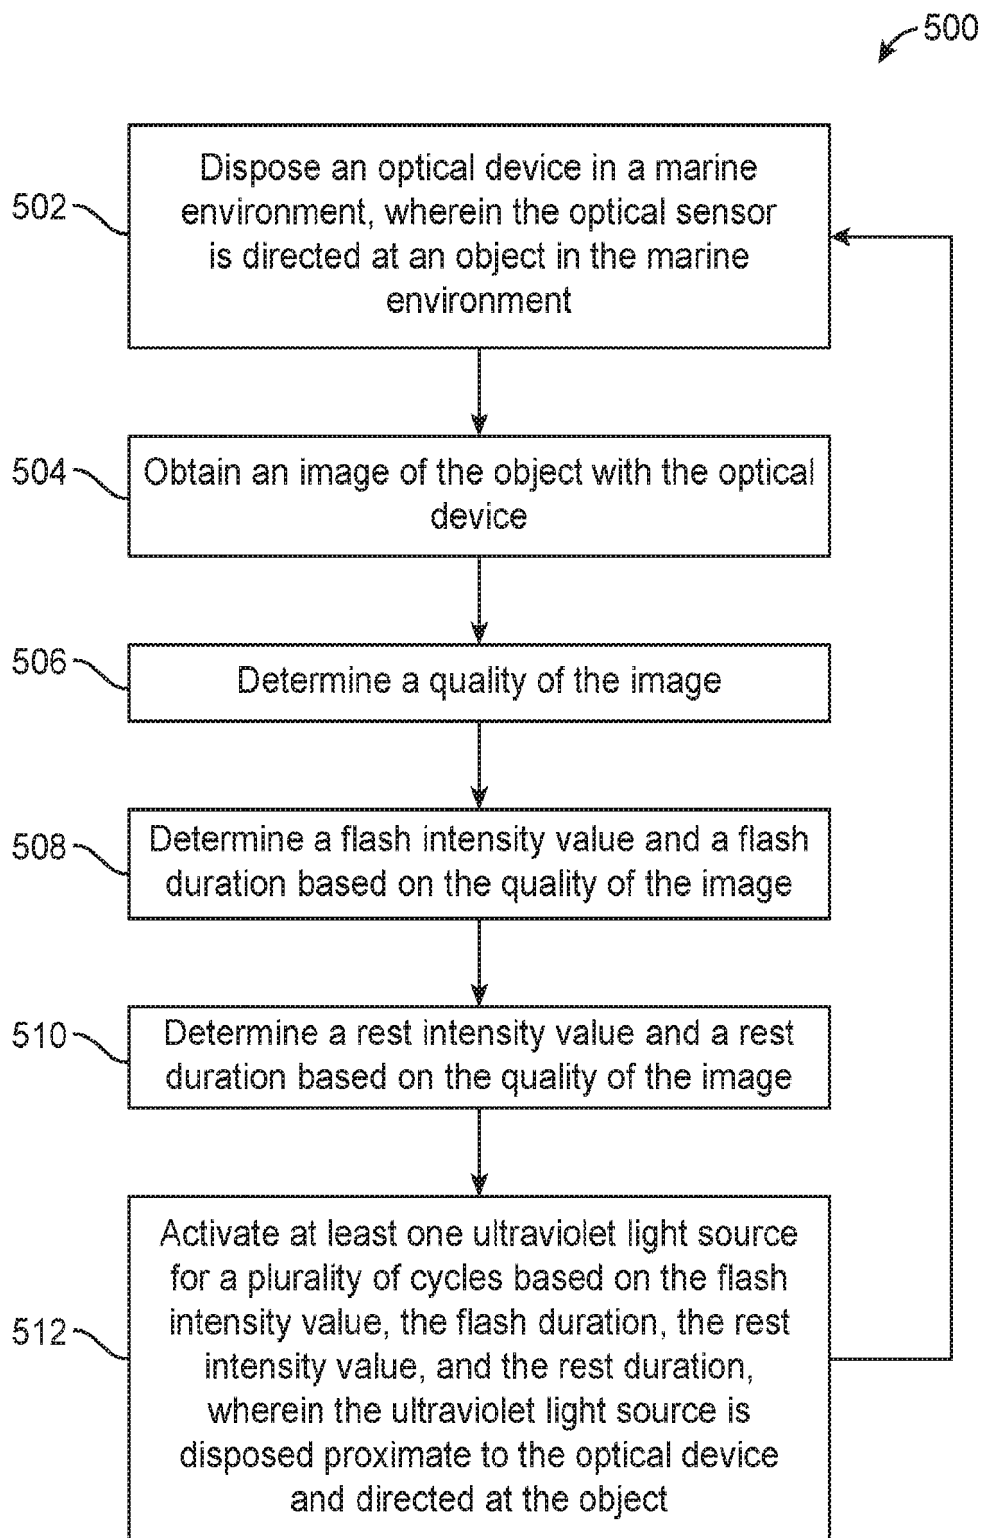 500
502
Dispose an optical device in a marine
environment, wherein the optical sensor
is directed at an object in the marine
environment
504
Obtain an image of the object with the optical
device
506
Determine a quality of the image
508
Determine a flash intensity value and a flash
duration based on the quality of the image
510
Determine a rest intensity value and a rest
duration based on the quality of the image
512
Activate at least one ultraviolet light source
for a plurality of cycles based on the flash
intensity value, the flash duration, the rest
intensity value, and the rest duration,
wherein the ultraviolet light source is
disposed proximate to the optical device
and directed at the object